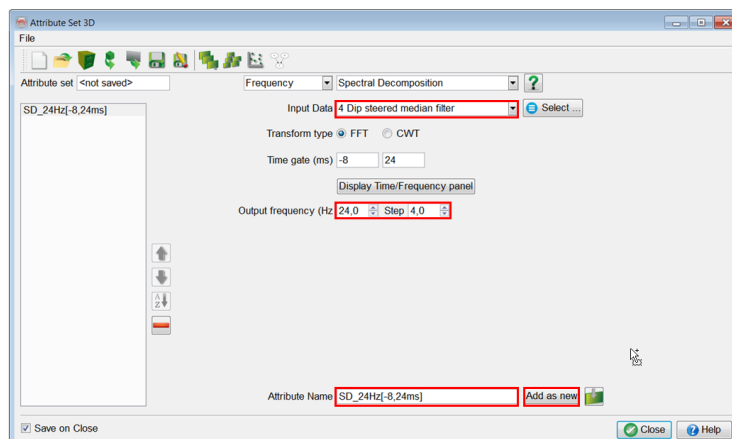 Attribute Set 3D
File
Attribute set <not saved> Frequency Spectral Decomposition ?
SD_24Hz[-8,24ms]
Input Data 4 Dip steered median filter Select ...
Transform type FFT CWT
Time gate (ms) -8 24
Display Time/Frequency panel
Output frequency (Hz 24,0 Step 4,0
A
Z
Attribute Name SD_24Hz[-8,24ms] Add as new
Save on Close Close ? Help